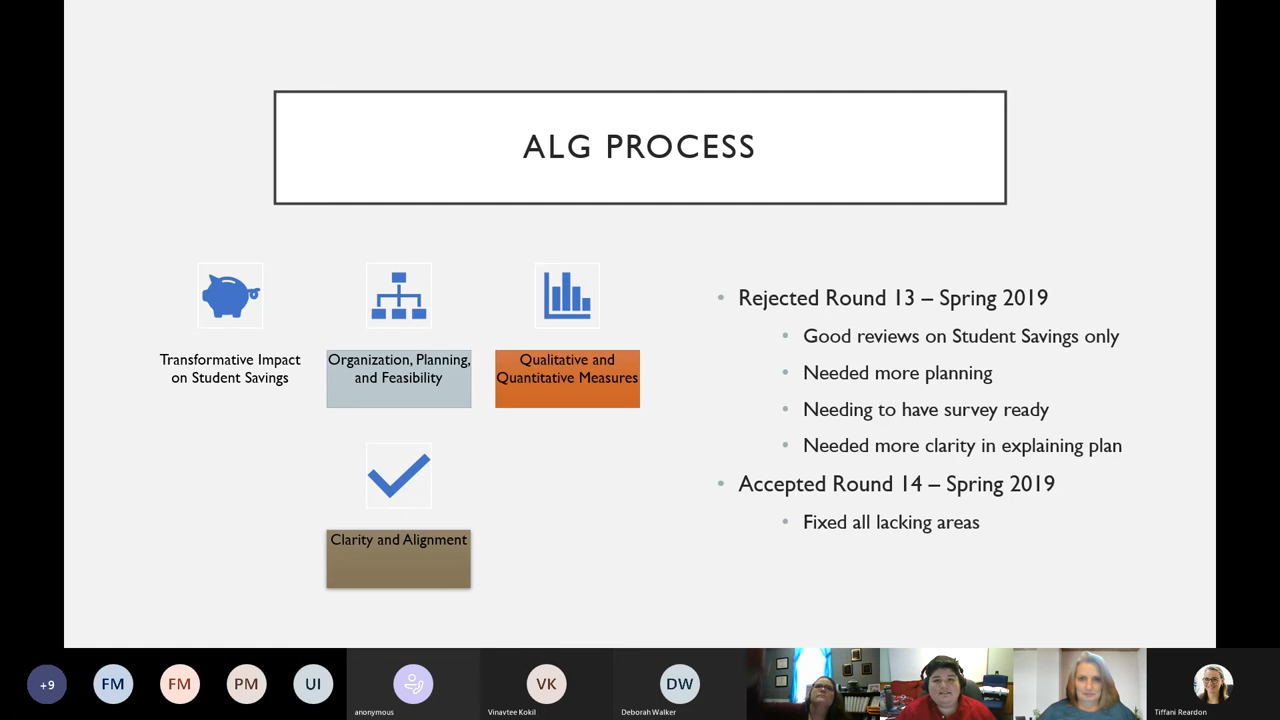 ALG PROCESS
Transformative Impact
on Student Savings
Organization, Planning,
and Feasibility
Qualitative and
Quantitative Measures
Clarity and Alignment
• Rejected Round 13 – Spring 2019
• Good reviews on Student Savings only
• Needed more planning
• Needing to have survey ready
• Needed more clarity in explaining plan
• Accepted Round 14 – Spring 2019
• Fixed all lacking areas
+9
FM
FM
PM
UI
anonymous
VK
Vinavtee Kokil
DW
Deborah Walker
Tiffani Reardon